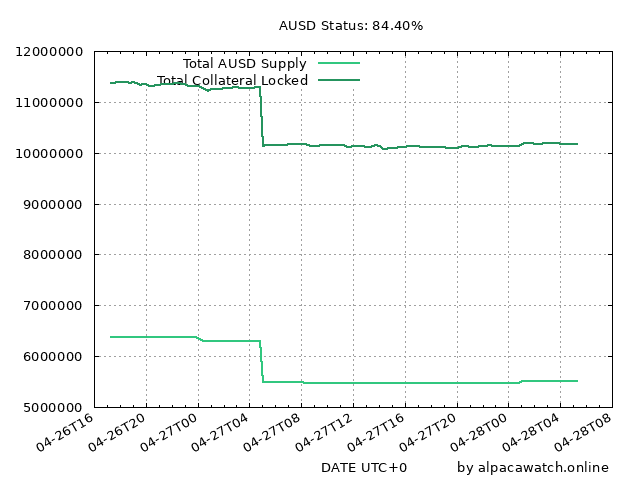 AUSD Status: 84.40%
12000000
Total AUSD Supply
Total Collateral Locked
11000000
10000000
9000000
8000000
7000000
6000000
5000000
04-26T16
04-26T20
04-27T00
04-27T04
04-27T08
04-27T12
04-27T16
04-27T20
04-28T00
04-28T04
04-28T08
DATE UTC+0
by alpacawatch.online